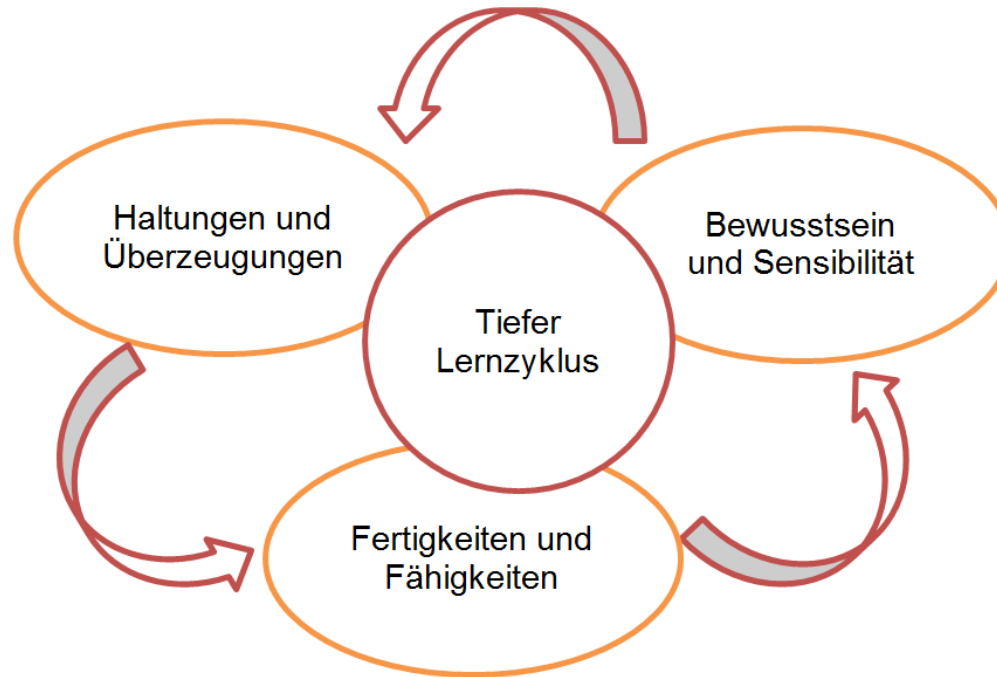 Haltungen und
Überzeugungen
Bewusstsein
und Sensibilität
Tiefer
Lernzyklus
Fertigkeiten und
Fähigkeiten